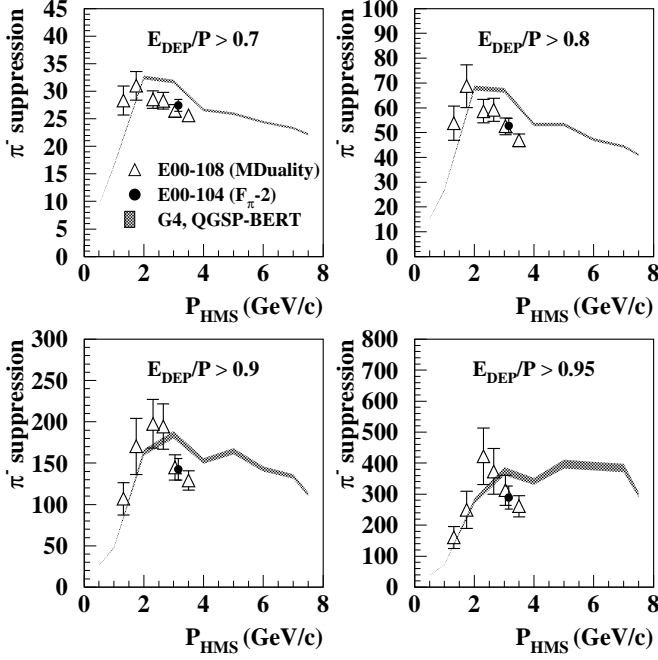 π⁻ suppression
45
40
35
30
25
20
15
10
5
0
E_DEP/P > 0.7
E00-108 (MDuality)
E00-104 (F_π-2)
G4, QGSP-BERT
0 2 4 6 8
P_HMS (GeV/c)
π⁻ suppression
100
90
80
70
60
50
40
30
20
10
0
E_DEP/P > 0.8
0 2 4 6 8
P_HMS (GeV/c)
π⁻ suppression
300
250
200
150
100
50
0
E_DEP/P > 0.9
0 2 4 6 8
P_HMS (GeV/c)
π⁻ suppression
800
700
600
500
400
300
200
100
0
E_DEP/P > 0.95
0 2 4 6 8
P_HMS (GeV/c)